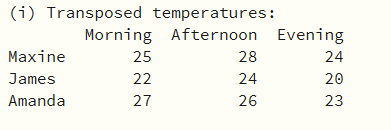 (i) Transposed temperatures:
        Morning  Afternoon  Evening
Maxine       25         28       24
James        22         24       20
Amanda       27         26       23